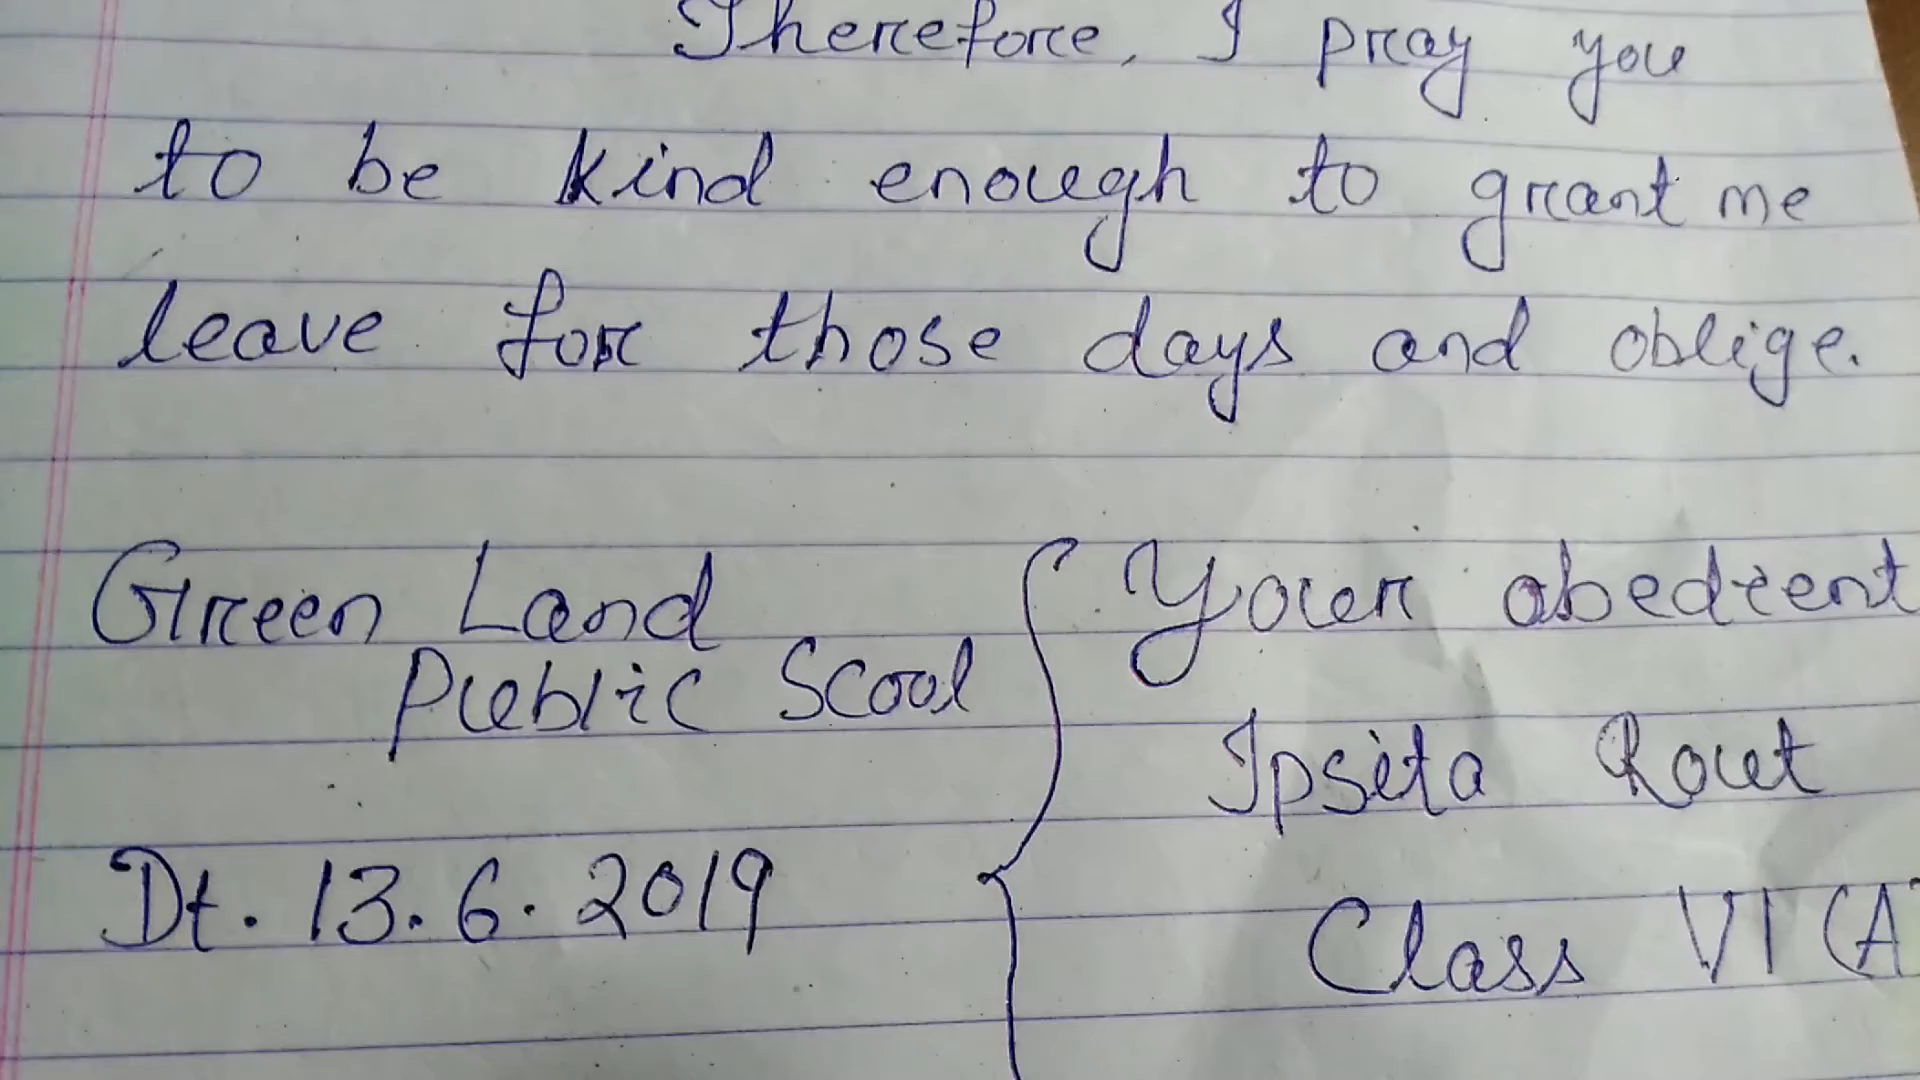 Therefore, I pray you
to be kind enough to grant me
leave for those days and oblige.
Green Land
Public Scool
Dt. 13.6.2019
Your obedient
Ipsita Rout
Class VI (A